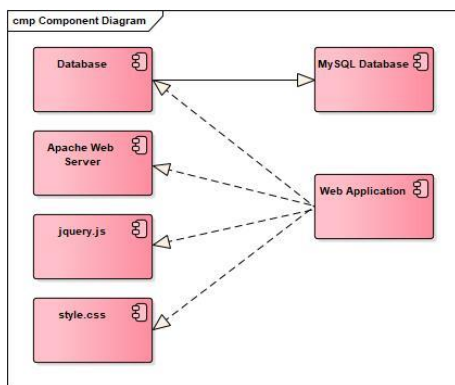 cmp Component Diagram
Database
MySQL Database
Apache Web
Server
Web Application
jquery.js
style.css